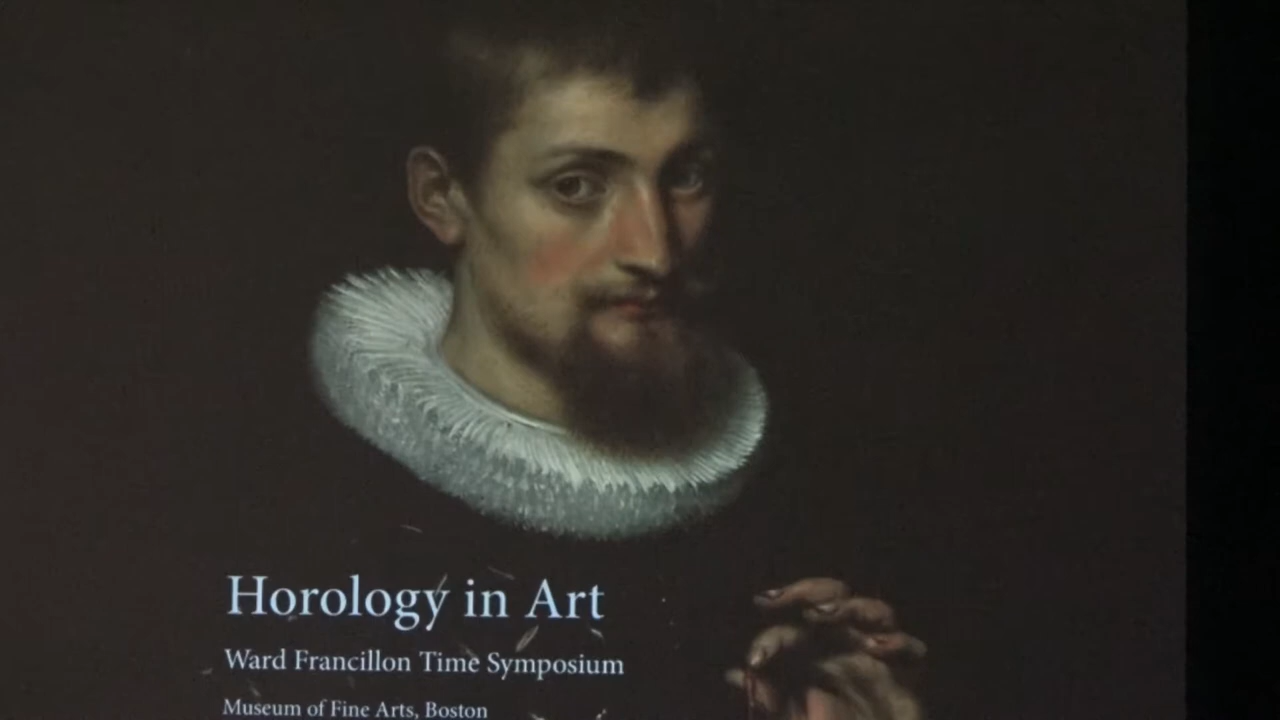 Horology in Art
Ward Francillon Time Symposium
Museum of Fine Arts, Boston